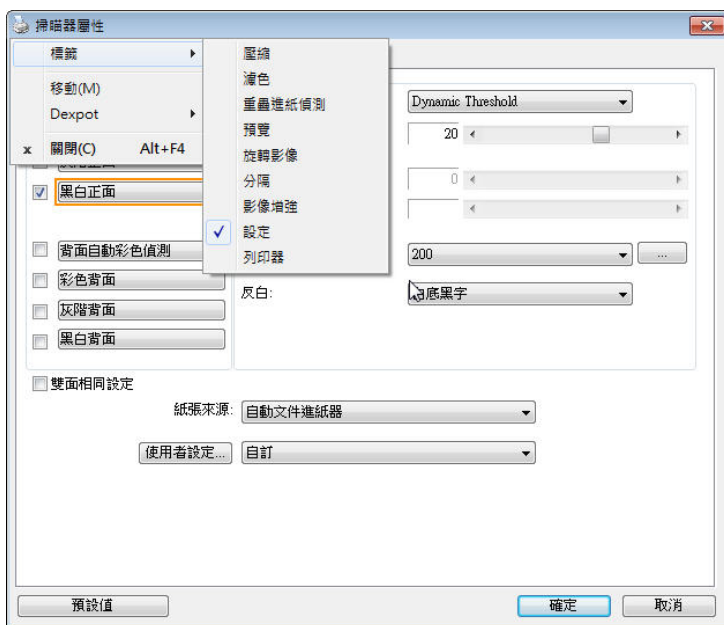 掃瞄器屬性
標籤
移動(M)
Dexpot
x 關閉(C) Alt+F4
壓縮
濾色
重疊進紙偵測
預覽
旋轉影像
分隔
影像增強
設定
列印器
Dynamic Threshold
20
0
黑白正面
背面自動彩色偵測
彩色背面
灰階背面
黑白背面
200
...
反白:
底黑字
雙面相同設定
紙張來源: 自動文件進紙器
使用者設定... 自訂
預設值
確定
取消